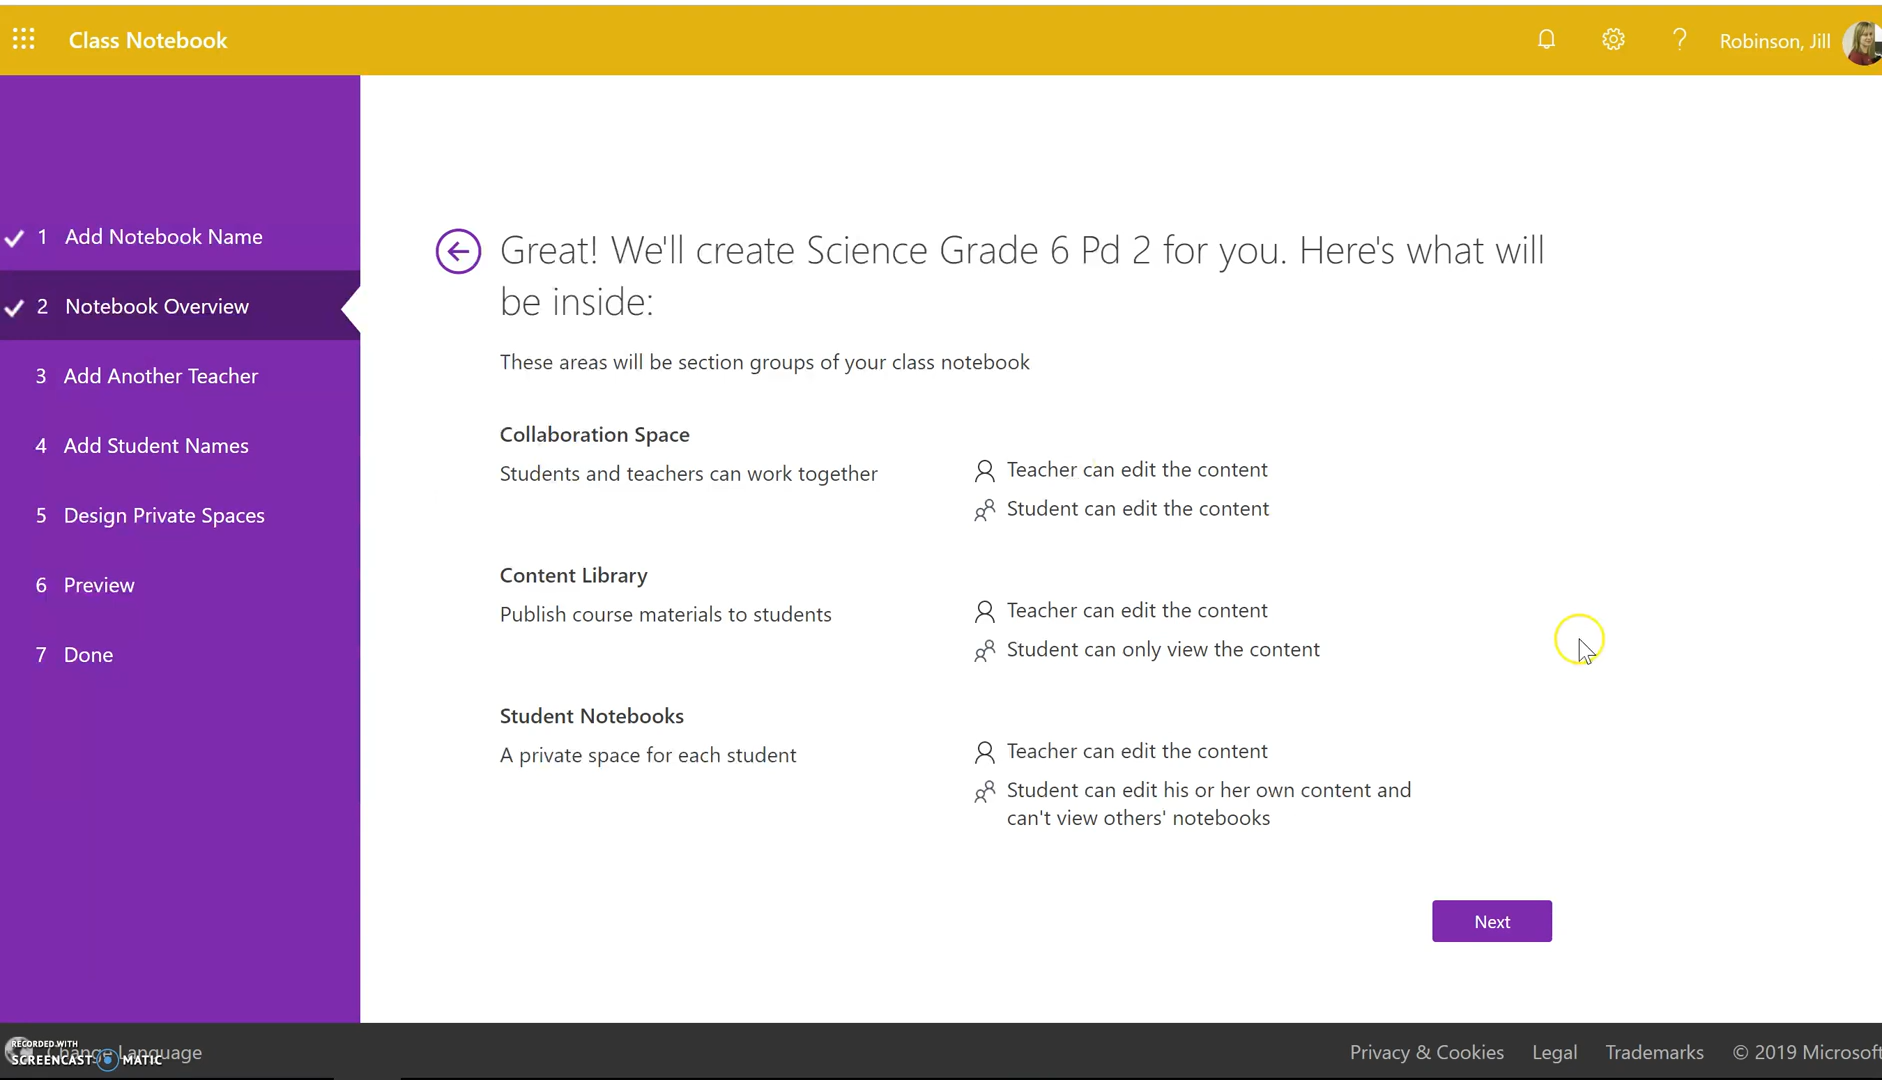 Class Notebook
Robinson, Jill
1 Add Notebook Name
2 Notebook Overview
3 Add Another Teacher
4 Add Student Names
5 Design Private Spaces
6 Preview
7 Done
Great! We'll create Science Grade 6 Pd 2 for you. Here's what will
be inside:
These areas will be section groups of your class notebook
Collaboration Space
Students and teachers can work together
Teacher can edit the content
Student can edit the content
Content Library
Publish course materials to students
Teacher can edit the content
Student can only view the content
Student Notebooks
A private space for each student
Teacher can edit the content
Student can edit his or her own content and
can't view others' notebooks
Next
RECORDED WITH
SCREENCAST MATIC
Change Language
Privacy & Cookies
Legal
Trademarks
© 2019 Microsoft